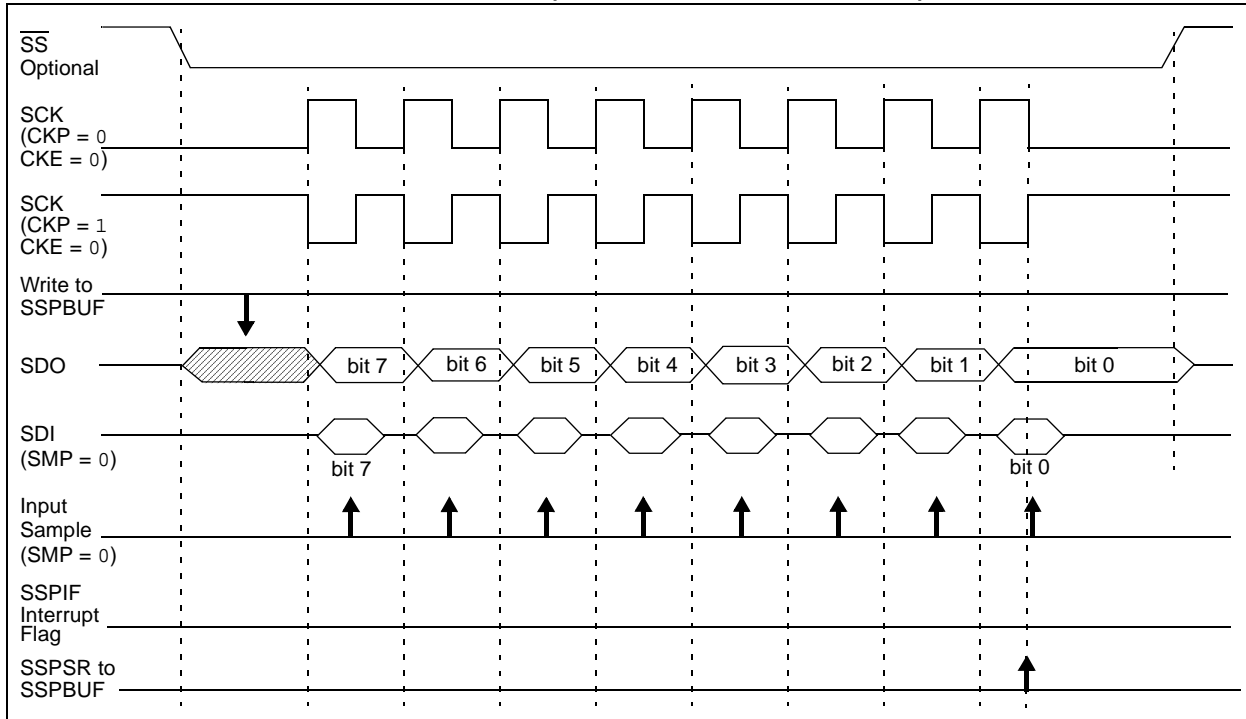 SS
Optional
SCK
(CKP = 0
CKE = 0)
SCK
(CKP = 1
CKE = 0)
Write to
SSPBUF
SDO
bit 7
bit 6
bit 5
bit 4
bit 3
bit 2
bit 1
bit 0
SDI
(SMP = 0)
bit 7
bit 0
Input
Sample
(SMP = 0)
SSPIF
Interrupt
Flag
SSPSR to
SSPBUF